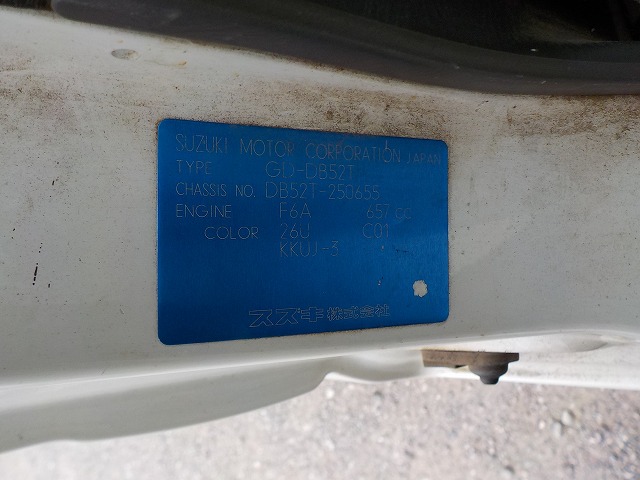 SUZUKI MOTOR CORPORATION JAPAN
TYPE GD-DB52T
CHASSIS NO. DB52T-250655
ENGINE F6A 657 CC
COLOR 26U C01
KKUJ-3
スズキ株式会社